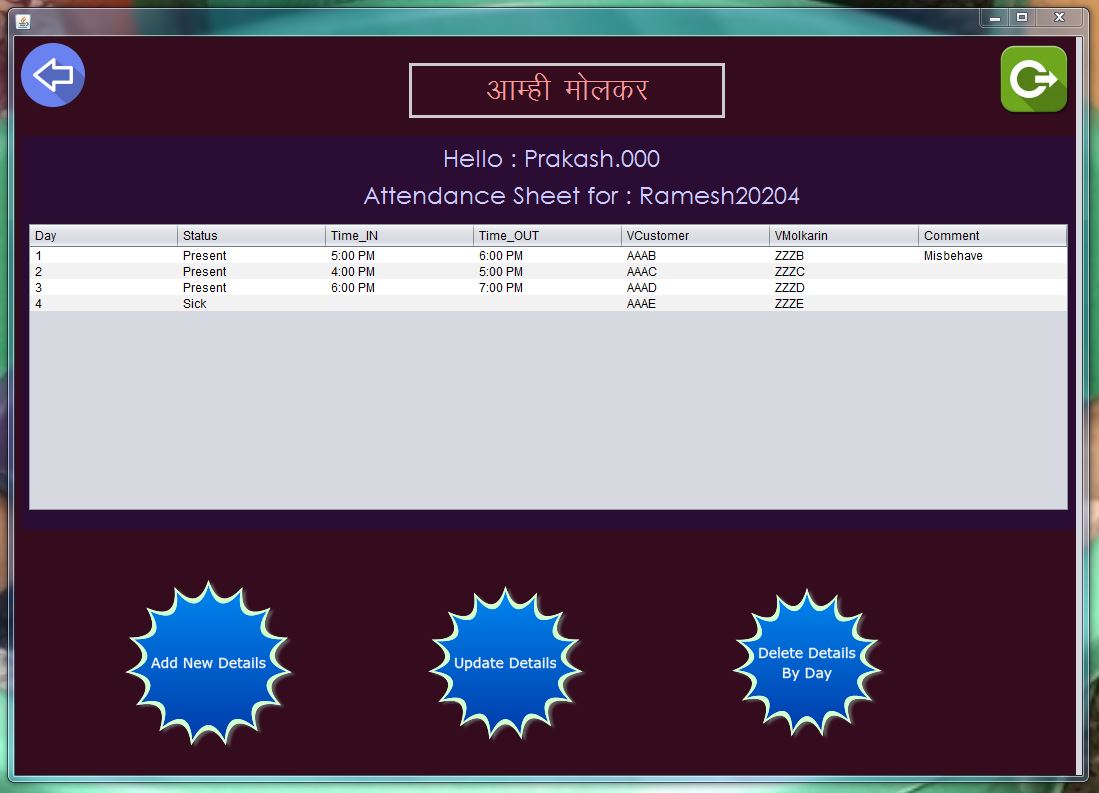 आम्ही मोलकर
Hello : Prakash.000
Attendance Sheet for : Ramesh20204
Day Status Time_IN Time_OUT VCustomer VMolkarin Comment
1 Present 5:00 PM 6:00 PM AAAB ZZZB Misbehave
2 Present 4:00 PM 5:00 PM AAAC ZZZC
3 Present 6:00 PM 7:00 PM AAAD ZZZD
4 Sick AAAE ZZZE
Add New Details
Update Details
Delete Details
By Day